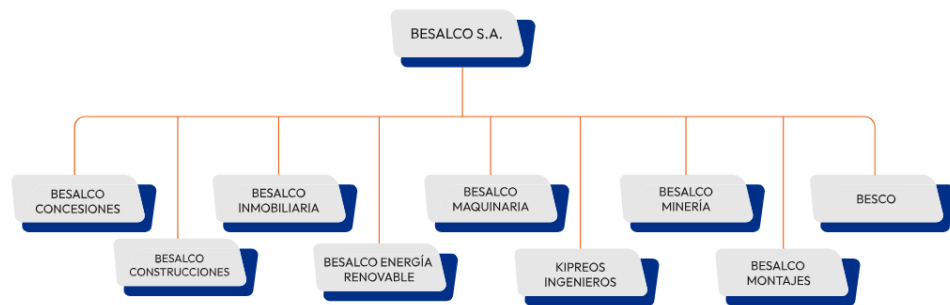 BESALCO S.A.
BESALCO
CONCESIONES
BESALCO
CONSTRUCCIONES
BESALCO
INMOBILIARIA
BESALCO ENERGÍA
RENOVABLE
BESALCO
MAQUINARIA
KIPREOS
INGENIEROS
BESALCO
MINERÍA
BESALCO
MONTAJES
BESCO